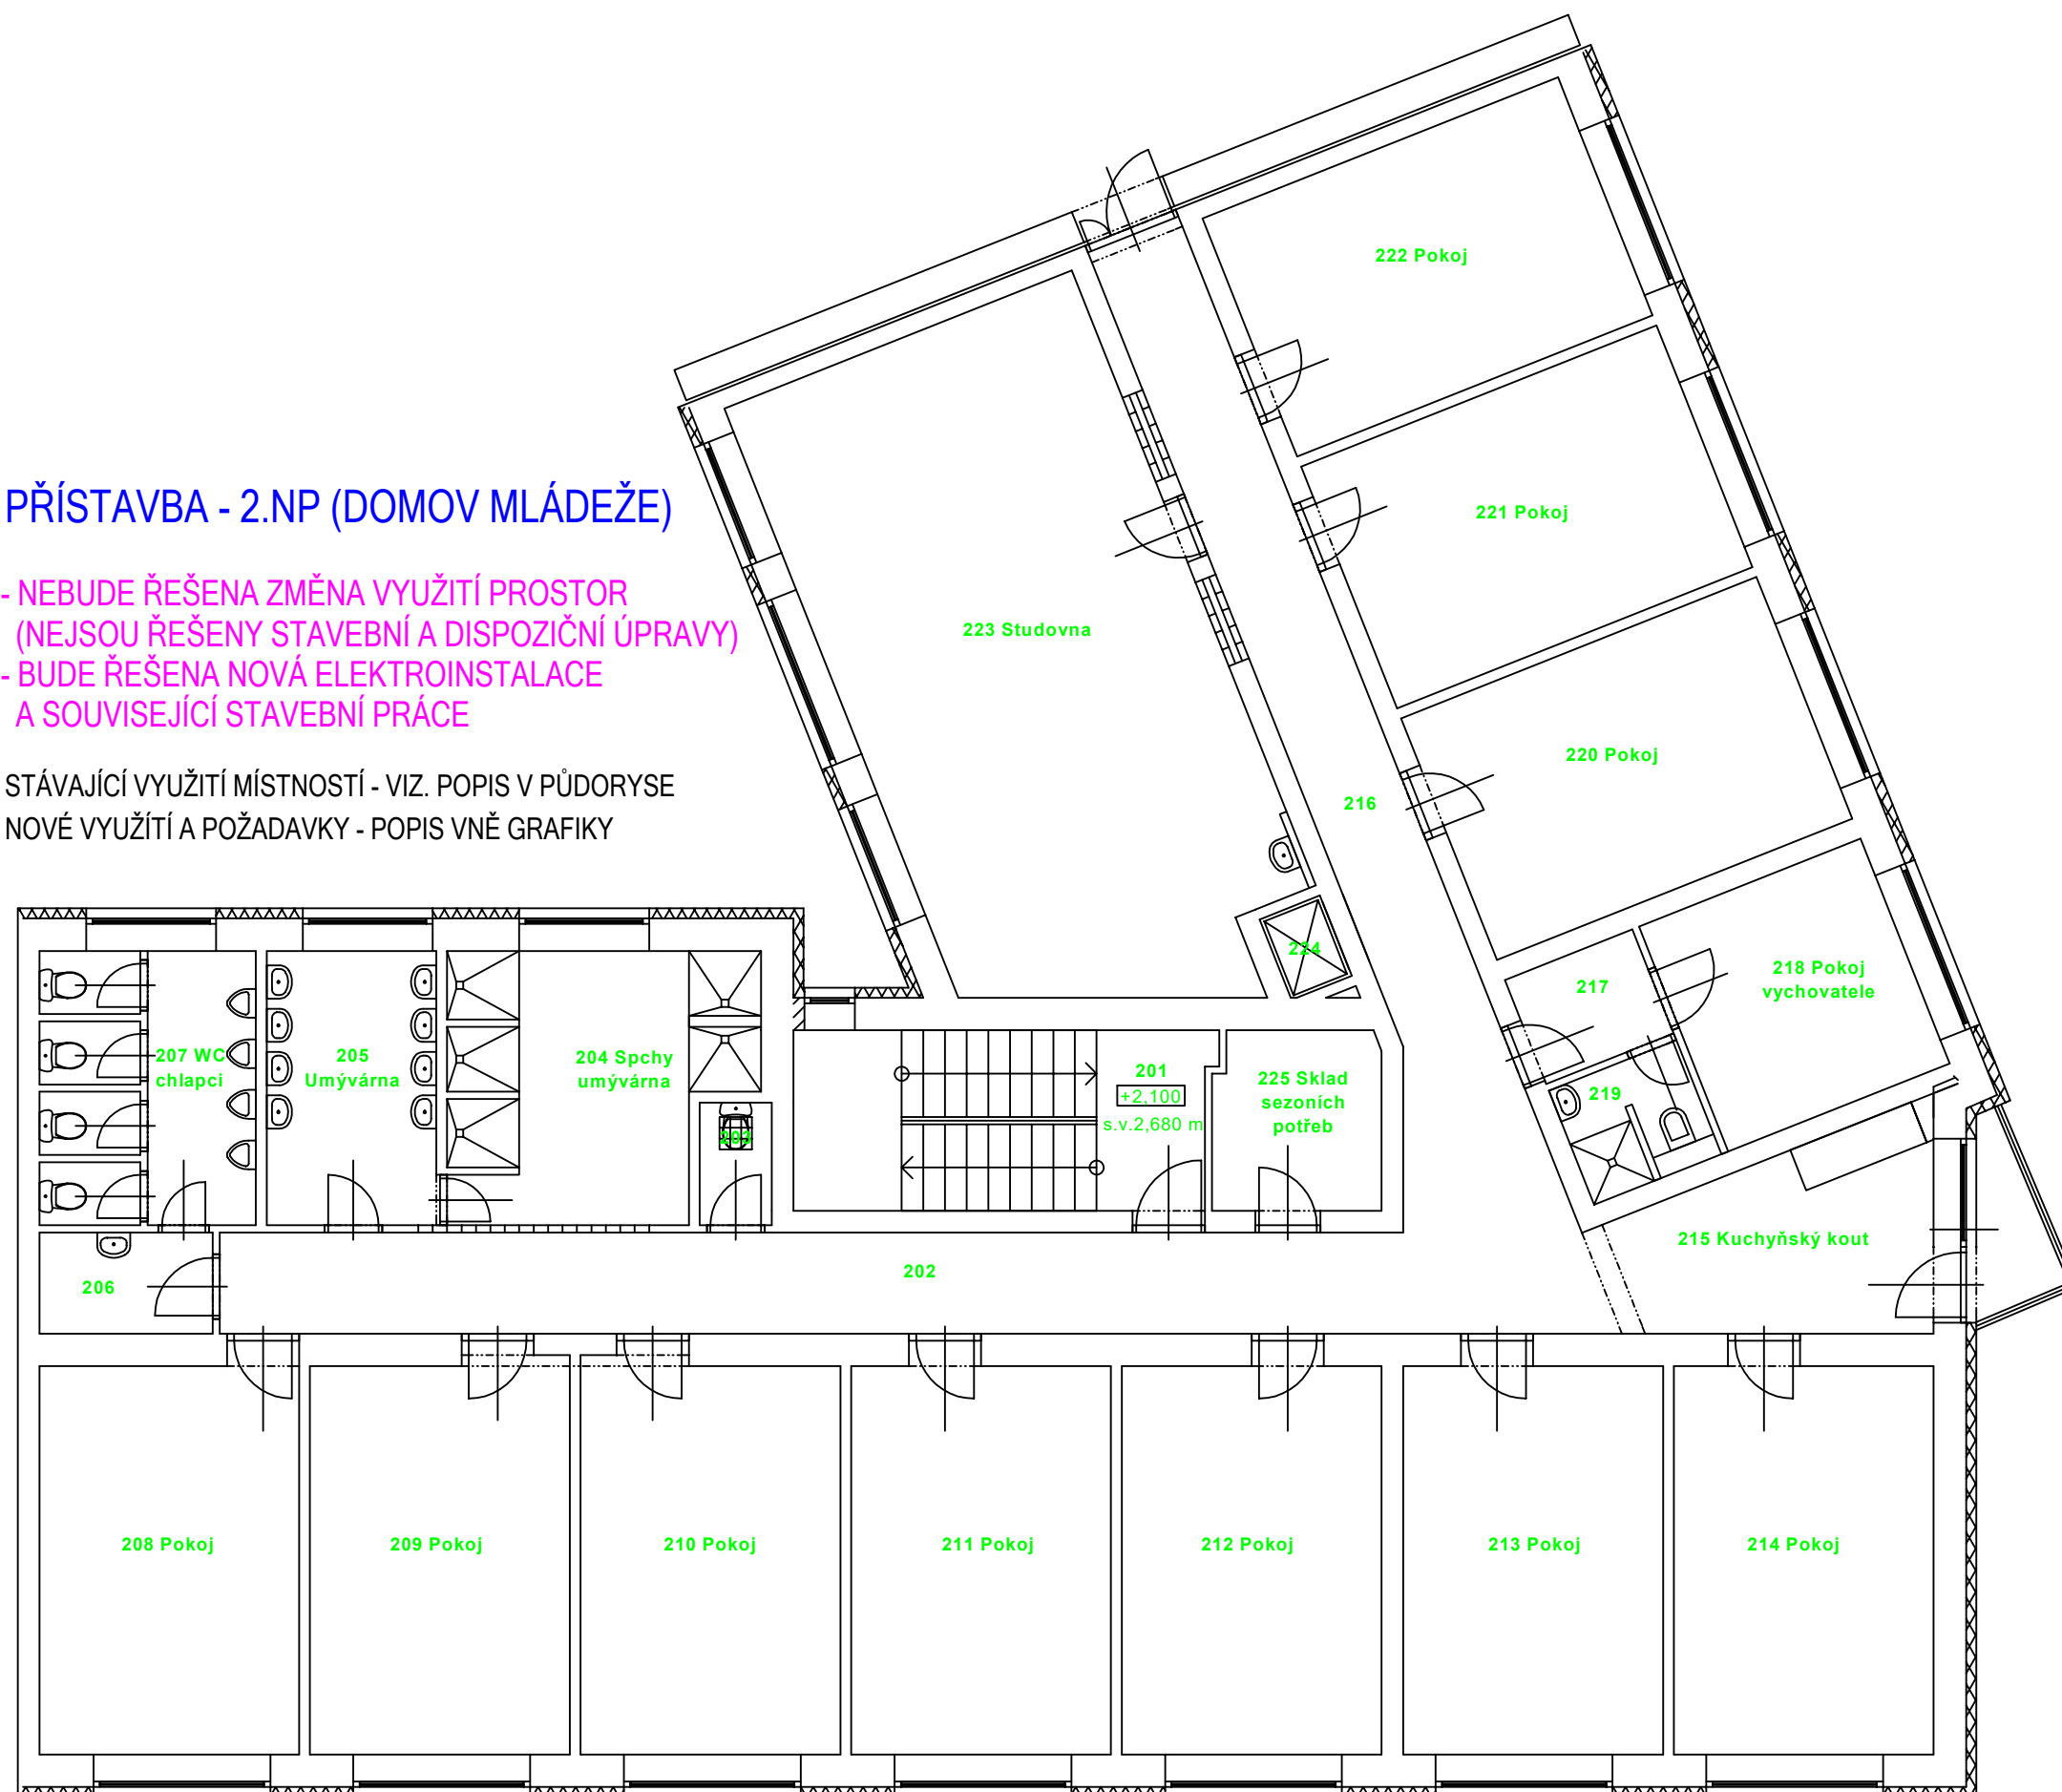 PŘÍSTAVBA - 2.NP (DOMOV MLÁDEŽE)
- NEBUDE ŘEŠENA ZMĚNA VYUŽITÍ PROSTOR
(NEJSOU ŘEŠENY STAVEBNÍ A DISPOZIČNÍ ÚPRAVY)
- BUDE ŘEŠENA NOVÁ ELEKTROINSTALACE
A SOUVISEJÍCÍ STAVEBNÍ PRÁCE
STÁVAJÍCÍ VYUŽITÍ MÍSTNOSTÍ - VIZ. POPIS V PŮDORYSE
NOVÉ VYUŽÍTÍ A POŽADAVKY - POPIS VNĚ GRAFIKY
222 Pokoj
221 Pokoj
223 Studovna
220 Pokoj
216
224
218 Pokoj
vychovatele
217
219
207 WC
chlapci
205
Umývárna
204 Spchy
umývárna
203
201
+2,100
s.v.2,680 m
225 Sklad
sezoních
potřeb
215 Kuchyňský kout
206
202
208 Pokoj
209 Pokoj
210 Pokoj
211 Pokoj
212 Pokoj
213 Pokoj
214 Pokoj